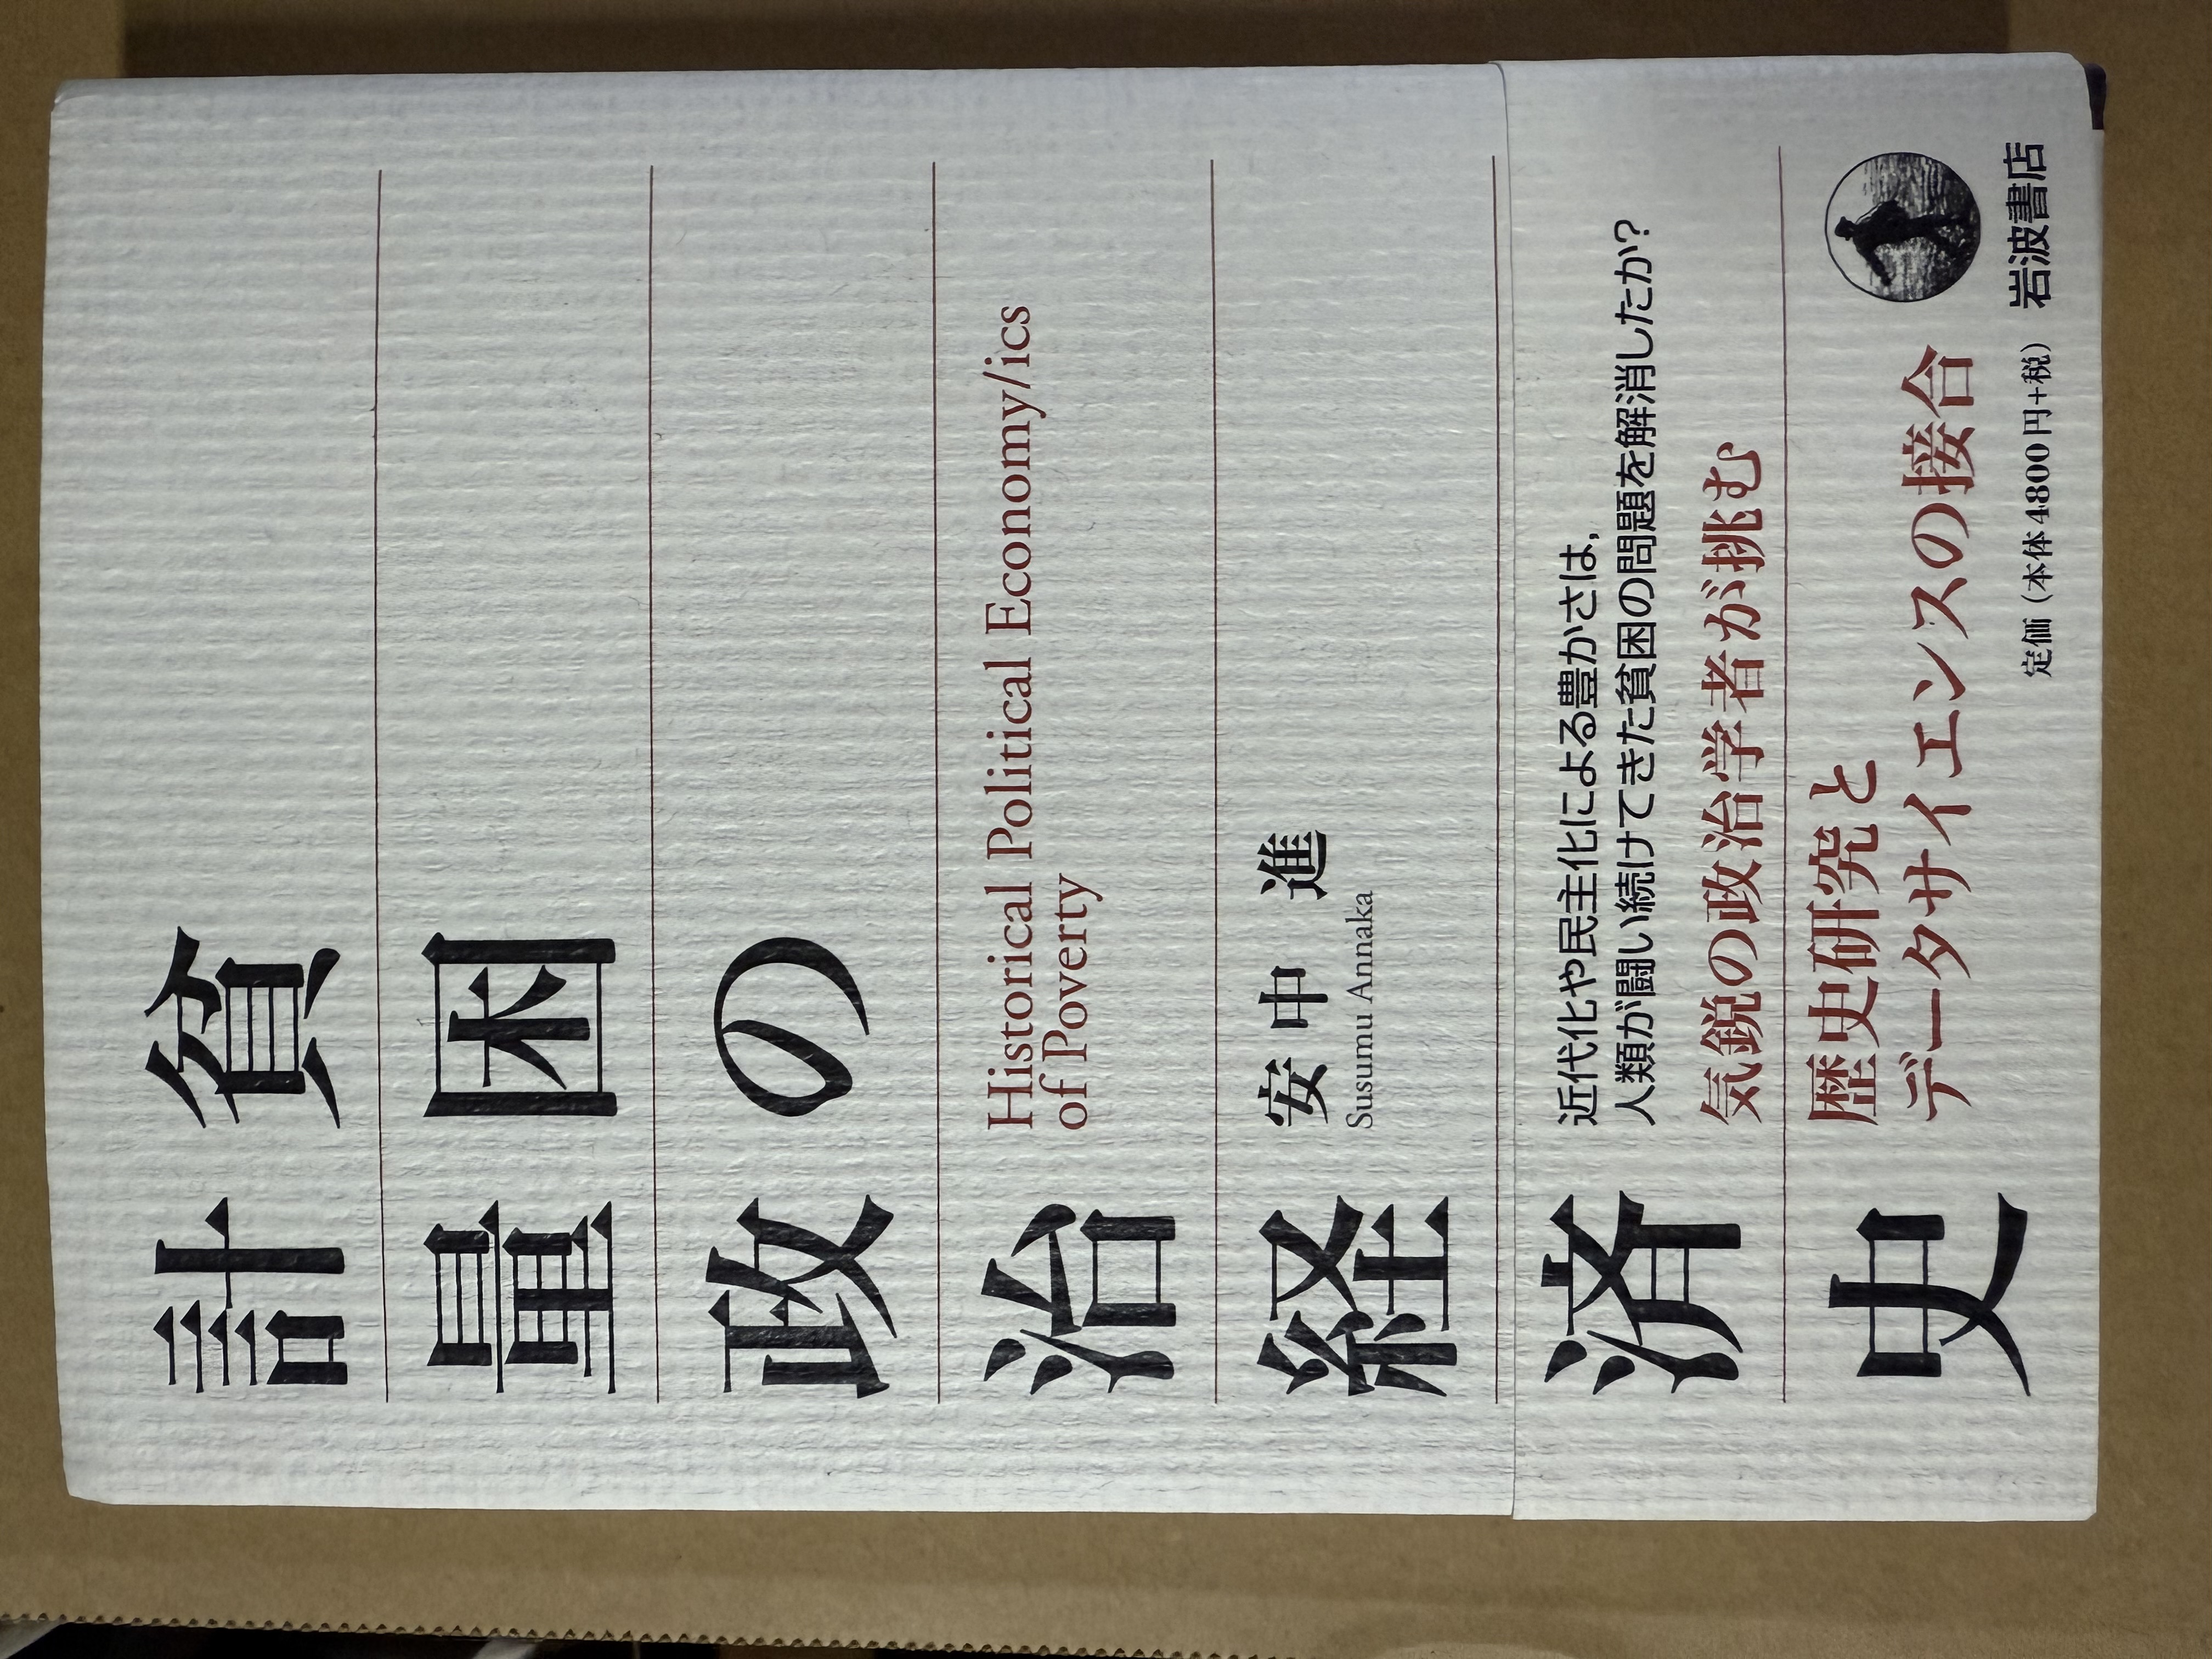 貧困の
計量政治経済史
Historical Political Economy/ics
of Poverty
安中 進
Susumu Annaka
近代化や民主化による豊かさは,
人類が闘い続けてきた貧困の問題を解消したか?
気鋭の政治学者が挑む
歴史研究と
データサイエンスの接合
定価(本体4800円+税)
岩波書店